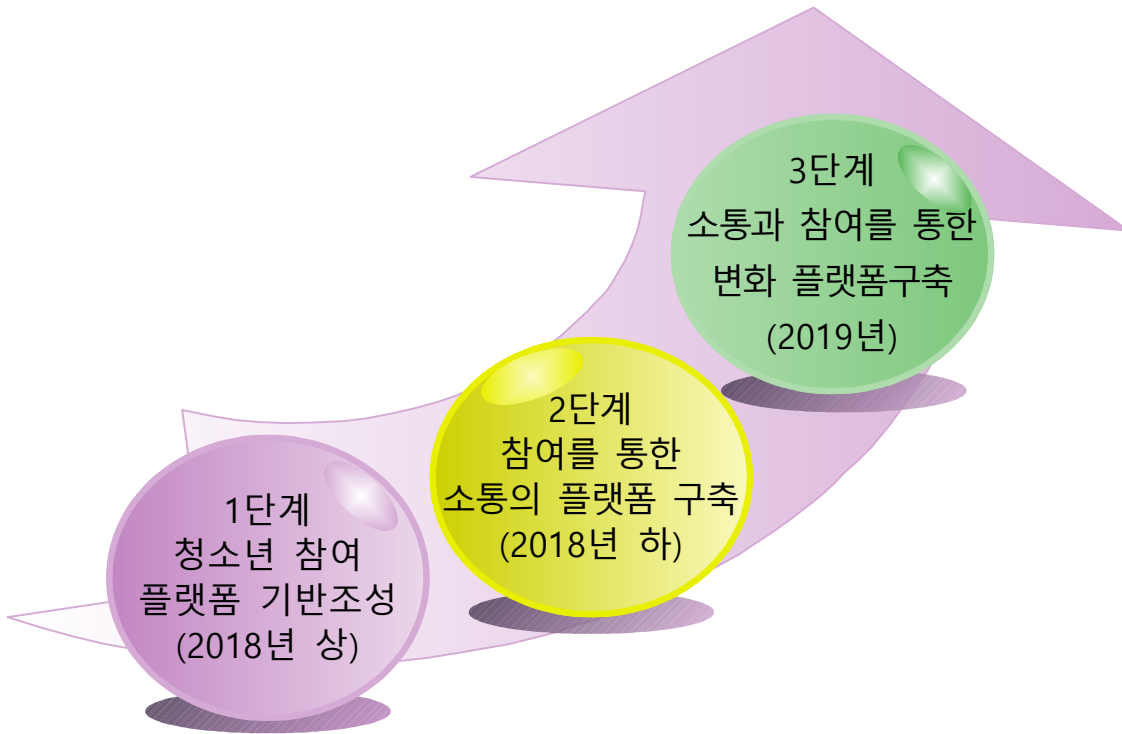 1단계
청소년 참여
플랫폼 기반조성
(2018년 상)
2단계
참여를 통한
소통의 플랫폼 구축
(2018년 하)
3단계
소통과 참여를 통한
변화 플랫폼구축
(2019년)